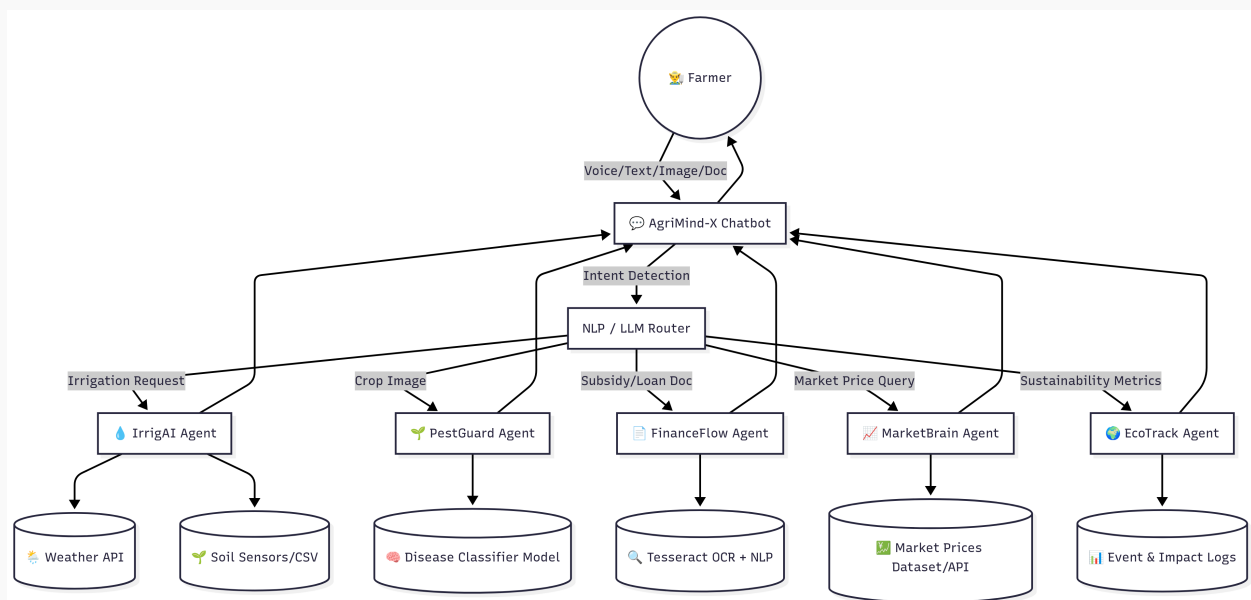 👨‍🌾 Farmer
Voice/Text/Image/Doc
💬 AgriMind-X Chatbot
Intent Detection
NLP / LLM Router
Irrigation Request
Crop Image
Subsidy/Loan Doc
Market Price Query
Sustainability Metrics
💧 IrrigAI Agent
🌱 PestGuard Agent
📄 FinanceFlow Agent
📈 MarketBrain Agent
🌍 EcoTrack Agent
🌦️ Weather API
🌱 Soil Sensors/CSV
🧠 Disease Classifier Model
🔍 Tesseract OCR + NLP
💹 Market Prices
Dataset/API
📊 Event & Impact Logs